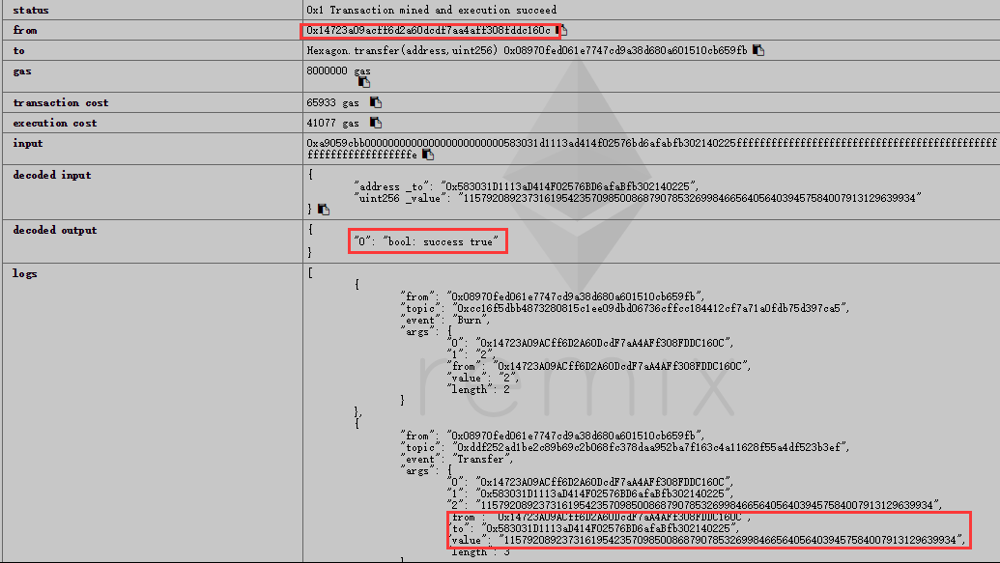 status 0x1 Transaction mined and execution succeed
from 0x14723a09acff6d2a60dcdf7aa4aff308fddc160c
to Hexagon.transfer(address,uint256) 0x08970fed061e7747cd9a38d680a601510cb659fb
gas 8000000 gas
transaction cost 65933 gas
execution cost 41077 gas
input 0xa9059cbb000000000000000000000000583031d1113ad414f02576bd6afabfb302140225fffffffffffffffffffffffffffffffffffffffffffff
ffffffffffffffffffe
decoded input {
"address _to": "0x583031D1113aD414F02576BD6afaBfb302140225",
"uint256 _value": "115792089237316195423570985008687907853269984665640564039457584007913129639934"
}
decoded output {
"0": "bool: success true"
}
logs [
{
"from": "0x08970fed061e7747cd9a38d680a601510cb659fb",
"topic": "0xcc16f5dbb4873280815c1ee09dbd06736cffcc184412cf7a71a0fdb75d397ca5",
"event": "Burn",
"args": {
"0": "0x14723A09ACff6D2A60DcdF7aA4AFf308FDDC160C",
"1": "2",
"from": "0x14723A09ACff6D2A60DcdF7aA4AFf308FDDC160C",
"value": "2",
"length": 2
}
},
{
"from": "0x08970fed061e7747cd9a38d680a601510cb659fb",
"topic": "0xddf252ad1be2c89b69c2b068fc378daa952ba7f163c4a11628f55a4df523b3ef",
"event": "Transfer",
"args": {
"0": "0x14723A09ACff6D2A60DcdF7aA4AFf308FDDC160C",
"1": "0x583031D1113aD414F02576BD6afaBfb302140225",
"2": "115792089237316195423570985008687907853269984665640564039457584007913129639934",
"from": "0x14723A09ACff6D2A60DcdF7aA4AFf308FDDC160C",
"to": "0x583031D1113aD414F02576BD6afaBfb302140225",
"value": "115792089237316195423570985008687907853269984665640564039457584007913129639934",
"length": 3
}
remix